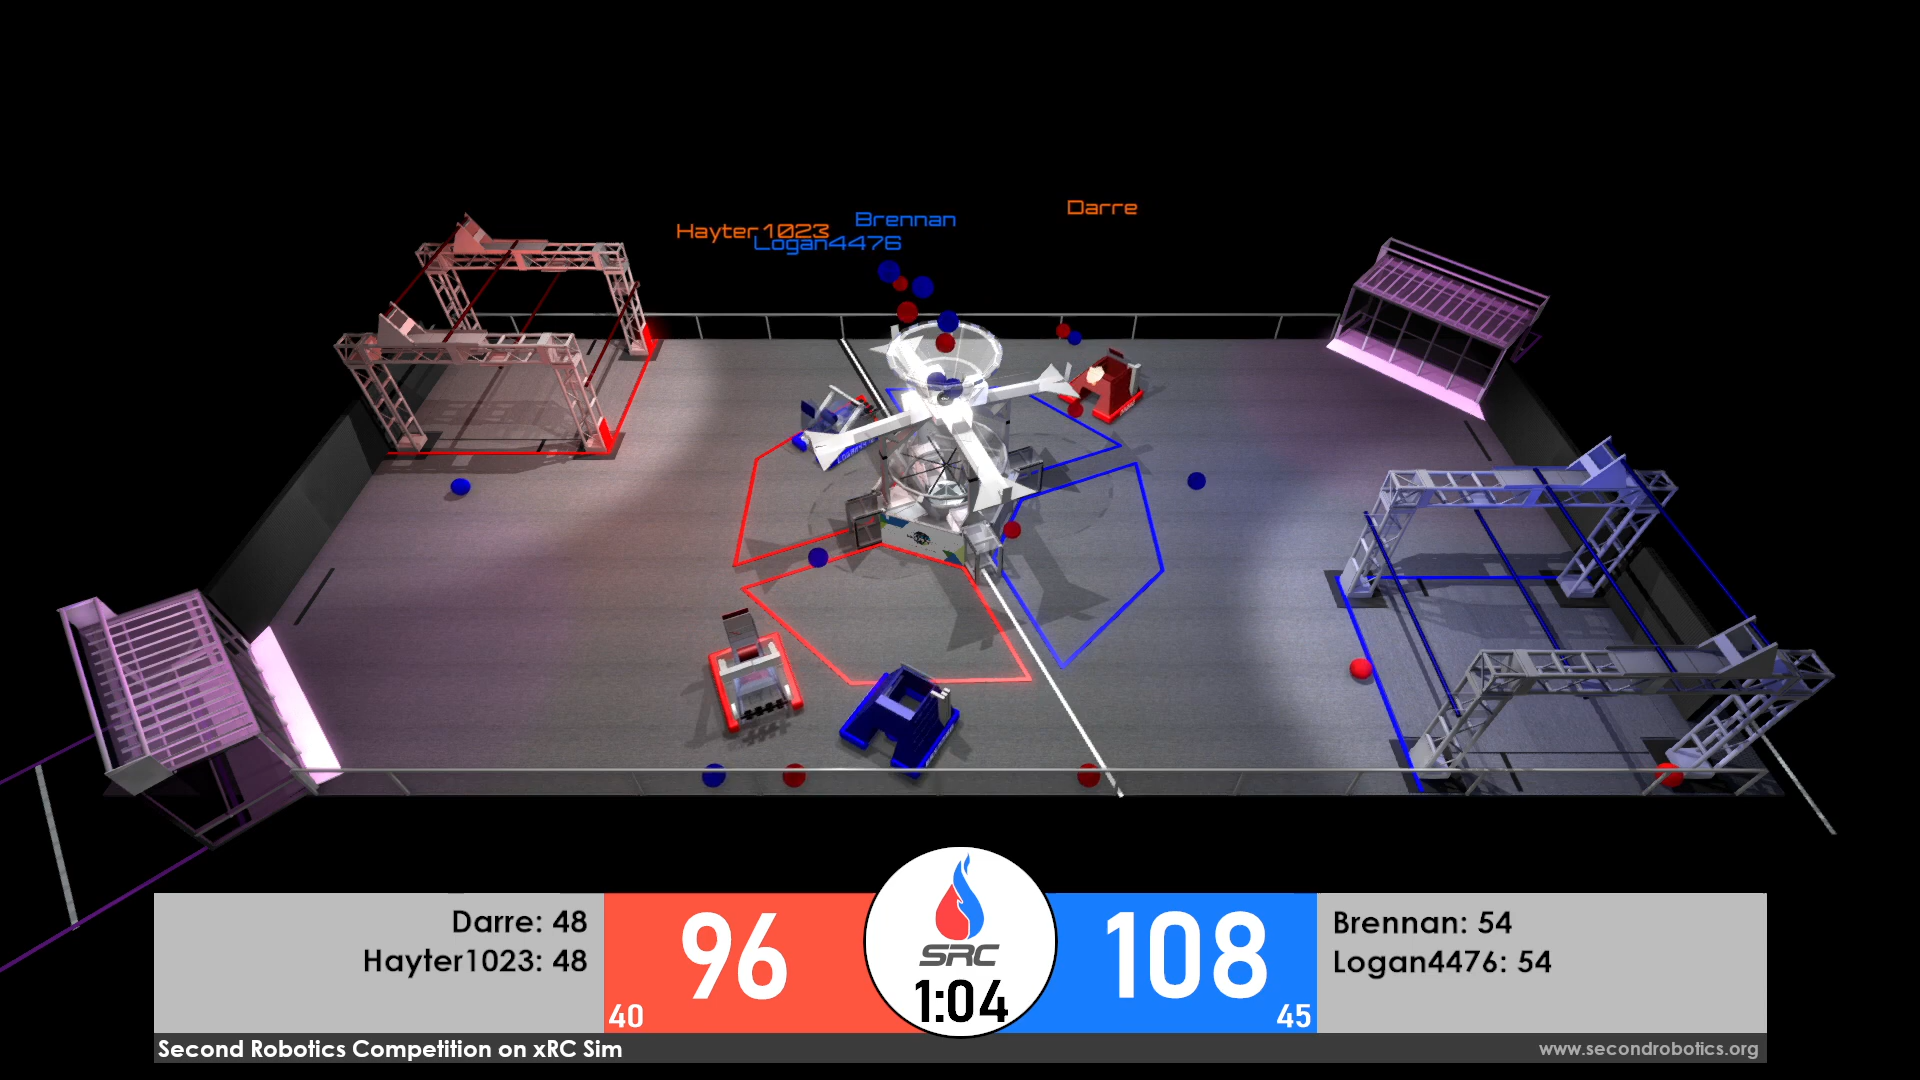 Darre
Brennan
Hayter1023
Logan4476
Darre: 48
Hayter1023: 48
40
96
SRC
1:04
108
45
Brennan: 54
Logan4476: 54
Second Robotics Competition on xRC Sim
www.secondrobotics.org